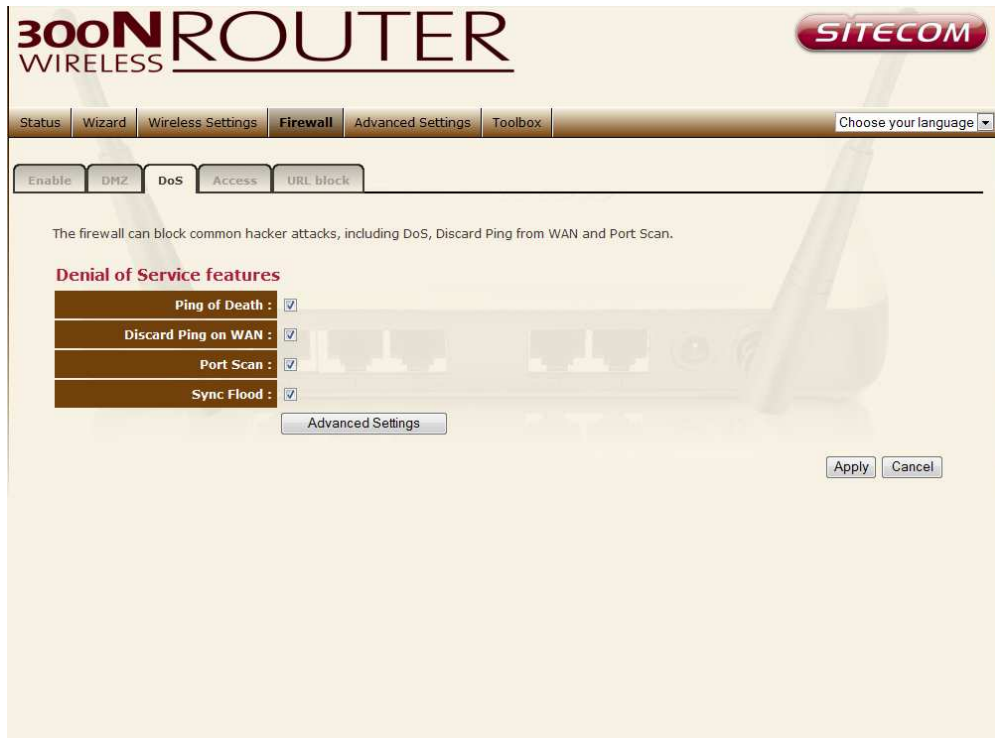 300N ROUTER
WIRELESS
SITECOM
Status Wizard Wireless Settings Firewall Advanced Settings Toolbox Choose your language
Enable DMZ DoS Access URL block
The firewall can block common hacker attacks, including DoS, Discard Ping from WAN and Port Scan.
Denial of Service features
Ping of Death :
Discard Ping on WAN :
Port Scan :
Sync Flood :
Advanced Settings
Apply Cancel